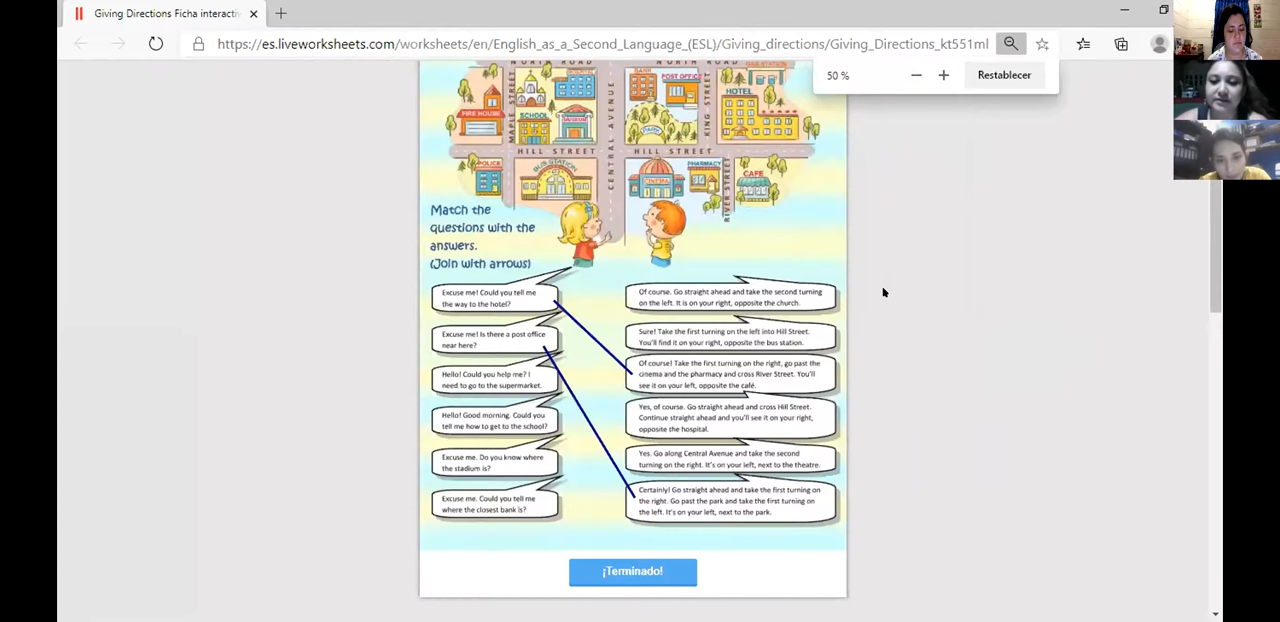 Giving Directions Ficha interactiv
https://es.liveworksheets.com/worksheets/en/English_as_a_Second_Language_(ESL)/Giving_directions/Giving_Directions_kt551ml
50 %
Restablecer
NORTH ROAD
NORTH ROAD
GAS STATION
BANK
POST OFFICE
HOTEL
FIRE HOUSE
MAPLE STREET
SCHOOL
MUSEUM
CENTRAL AVENUE
PARK
KING STREET
HILL STREET
HILL STREET
POLICE
BUS STATION
CINEMA
PHARMACY
RIVER STREET
CAFE
Match the
questions with the
answers.
(Join with arrows)
Excuse me! Could you tell me
the way to the hotel?
Excuse me! Is there a post office
near here?
Hello! Could you help me? I
need to go to the supermarket.
Hello! Good morning. Could you
tell me how to get to the school?
Excuse me. Do you know where
the stadium is?
Excuse me. Could you tell me
where the closest bank is?
Of course. Go straight ahead and take the second turning
on the left. It is on your right, opposite the church.
Sure! Take the first turning on the left into Hill Street.
You'll find it on your right, opposite the bus station.
Of course! Take the first turning on the right, go past the
cinema and the pharmacy and cross River Street. You'll
see it on your left, opposite the café.
Yes, of course. Go straight ahead and cross Hill Street.
Continue straight ahead and you'll see it on your right,
opposite the hospital.
Yes. Go along Central Avenue and take the second
turning on the right. It's on your left, next to the theatre.
Certainly! Go straight ahead and take the first turning on
the right. Go past the park and take the first turning on
the left. It's on your left, next to the park.
¡Terminado!